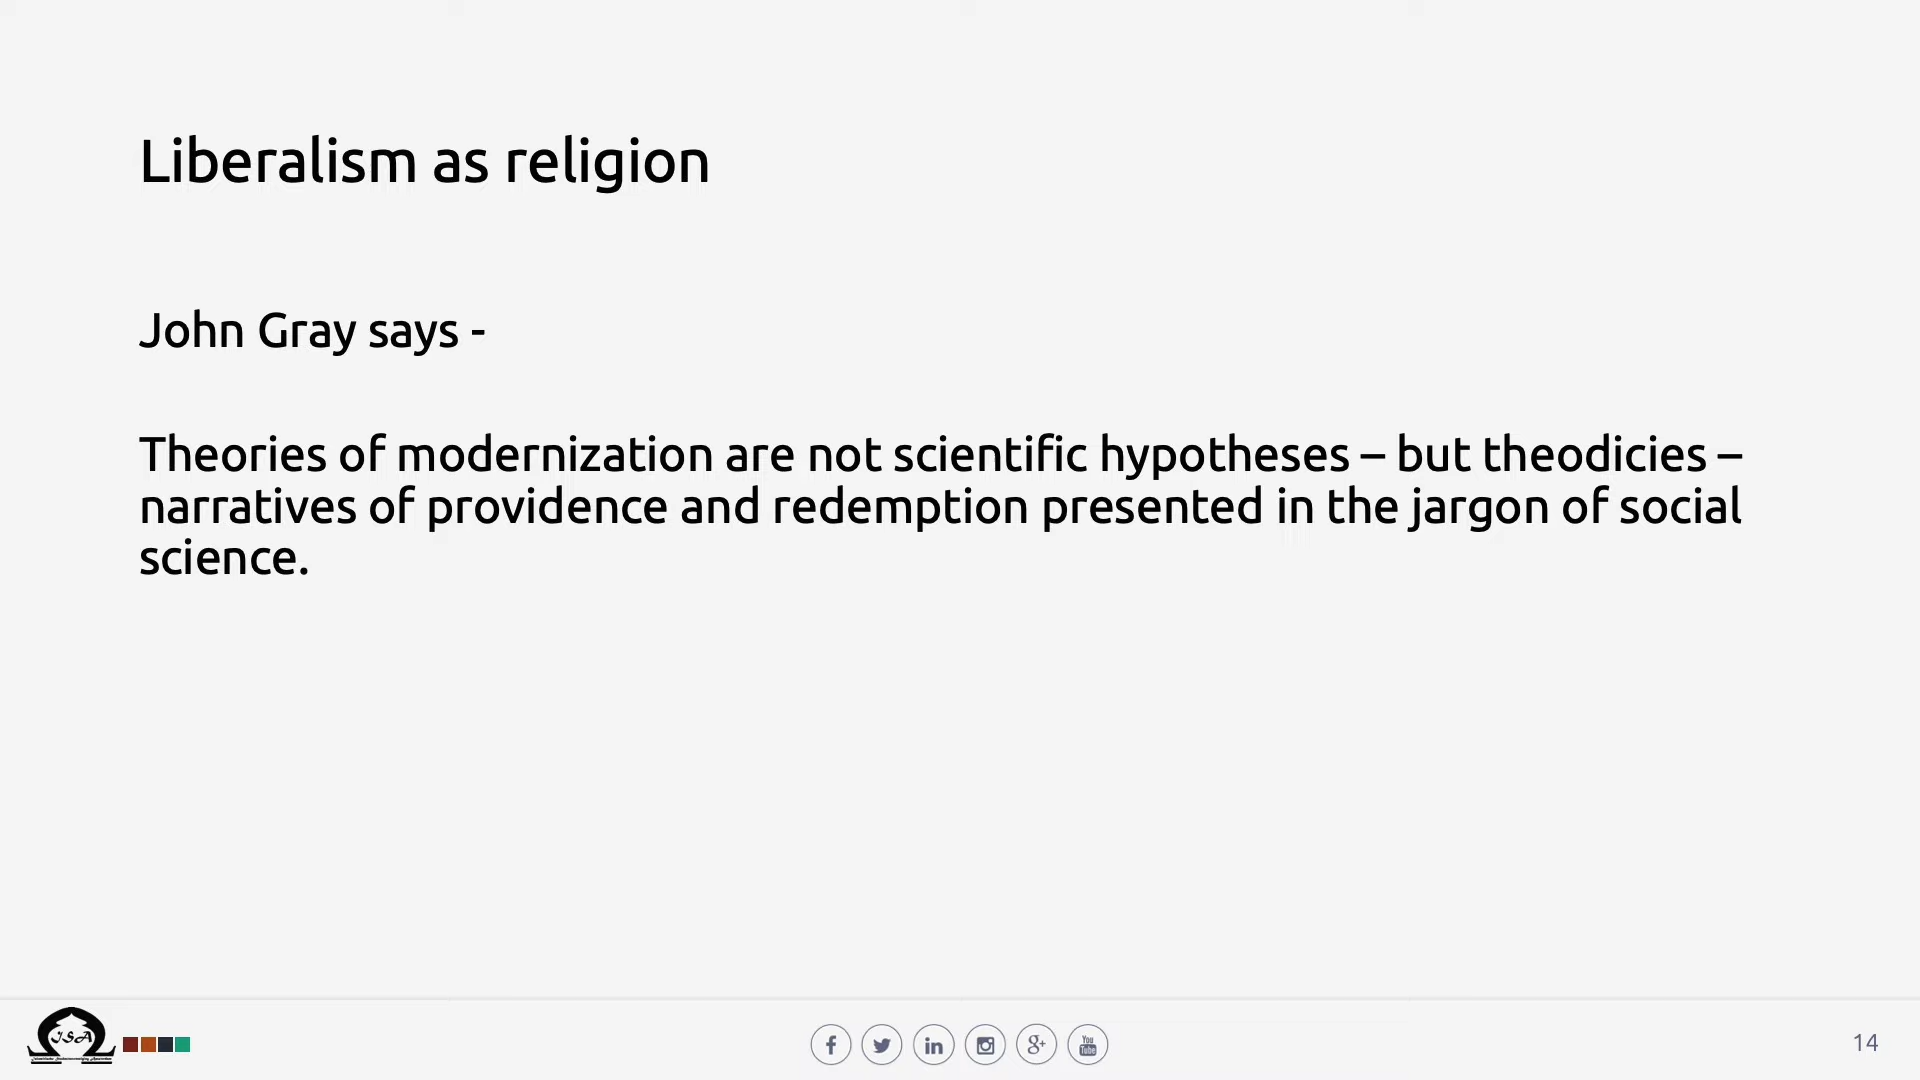 Liberalism as religion
John Gray says -
Theories of modernization are not scientific hypotheses – but theodicies –
narratives of providence and redemption presented in the jargon of social
science.
ISA
14